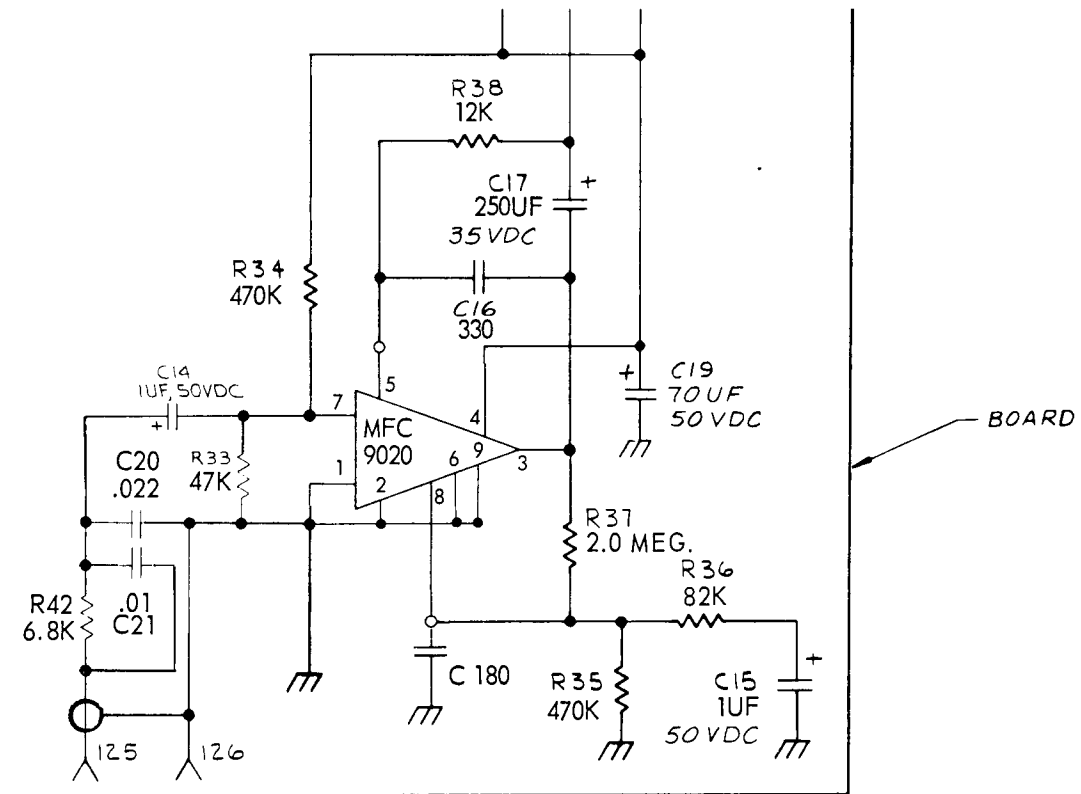 R38
12K
C17
+
250UF
35VDC
R34
470K
C16
330
C14
1UF, 50VDC
+
5
7
MFC
9020
4
+
C19
70UF
50VDC
BOARD
C20
.022
R33
47K
1
2
6
9
3
8
R37
2.0 MEG.
R36
82K
R42
6.8K
.01
C21
C 180
R35
470K
+
C15
1UF
50VDC
125
126